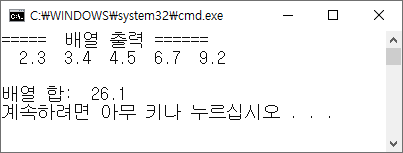 C:₩WINDOWS₩system32₩cmd.exe
=====  배열 출력 ======
  2.3  3.4  4.5  6.7  9.2
배열 합:  26.1
계속하려면 아무 키나 누르십시오 . . .